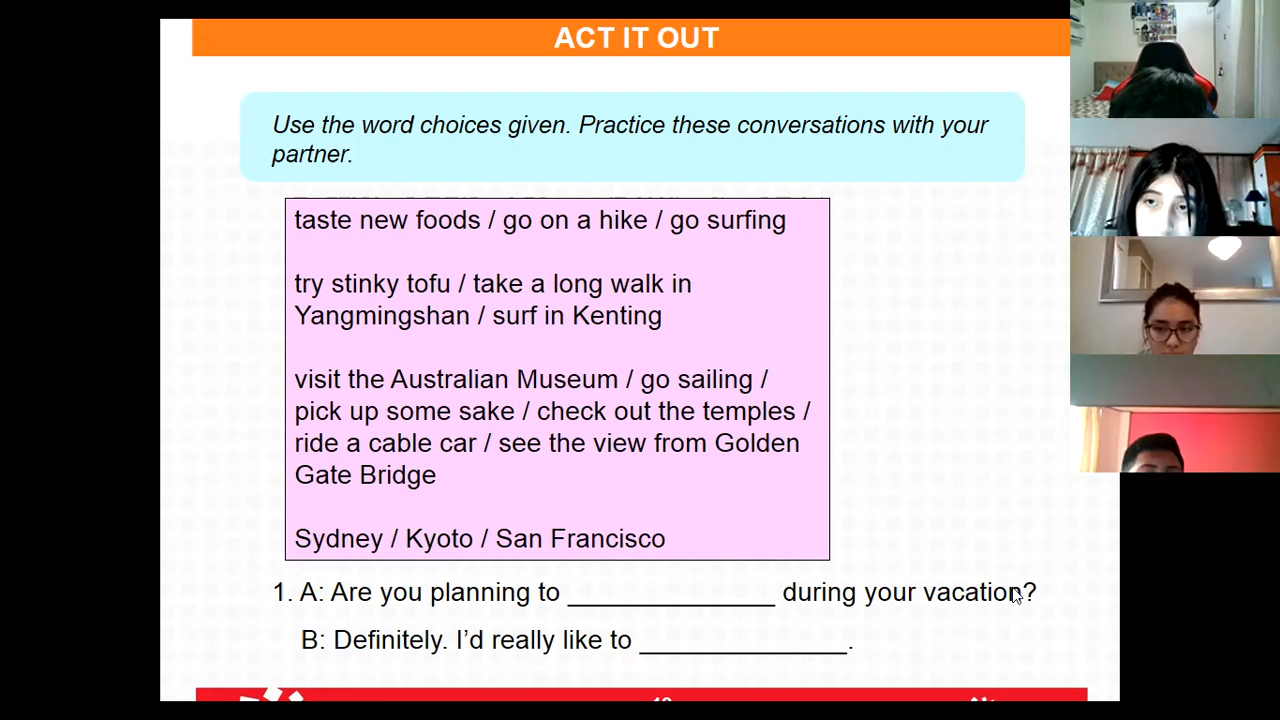 ACT IT OUT
Use the word choices given. Practice these conversations with your
partner.
taste new foods / go on a hike / go surfing
try stinky tofu / take a long walk in
Yangmingshan / surf in Kenting
visit the Australian Museum / go sailing /
pick up some sake / check out the temples /
ride a cable car / see the view from Golden
Gate Bridge
Sydney / Kyoto / San Francisco
1. A: Are you planning to _______________ during your vacation?
B: Definitely. I’d really like to _______________.